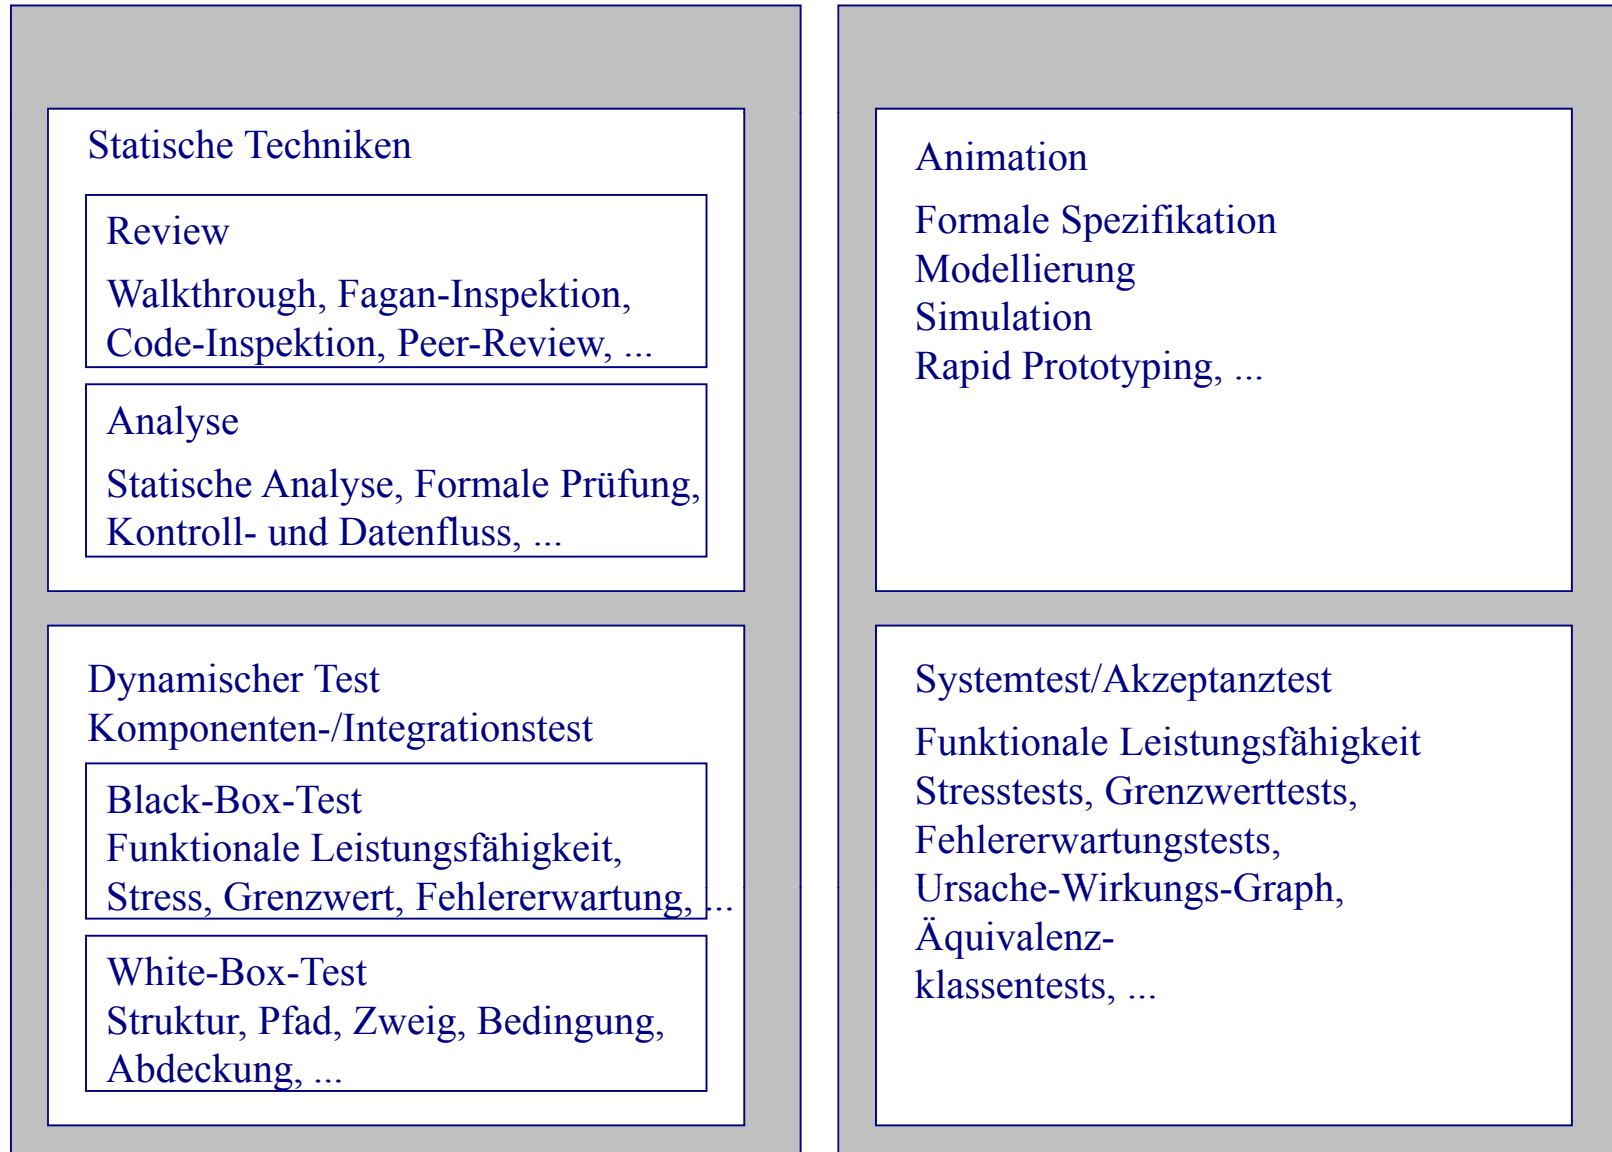 Statische Techniken
Review
Walkthrough, Fagan-Inspektion,
Code-Inspektion, Peer-Review, ...
Analyse
Statische Analyse, Formale Prüfung,
Kontroll- und Datenfluss, ...
Dynamischer Test
Komponenten-/Integrationstest
Black-Box-Test
Funktionale Leistungsfähigkeit,
Stress, Grenzwert, Fehlererwartung, ...
White-Box-Test
Struktur, Pfad, Zweig, Bedingung,
Abdeckung, ...
Animation
Formale Spezifikation
Modellierung
Simulation
Rapid Prototyping, ...
Systemtest/Akzeptanztest
Funktionale Leistungsfähigkeit
Stresstests, Grenzwerttests,
Fehlererwartungstests,
Ursache-Wirkungs-Graph,
Äquivalenz-
klassentests, ...